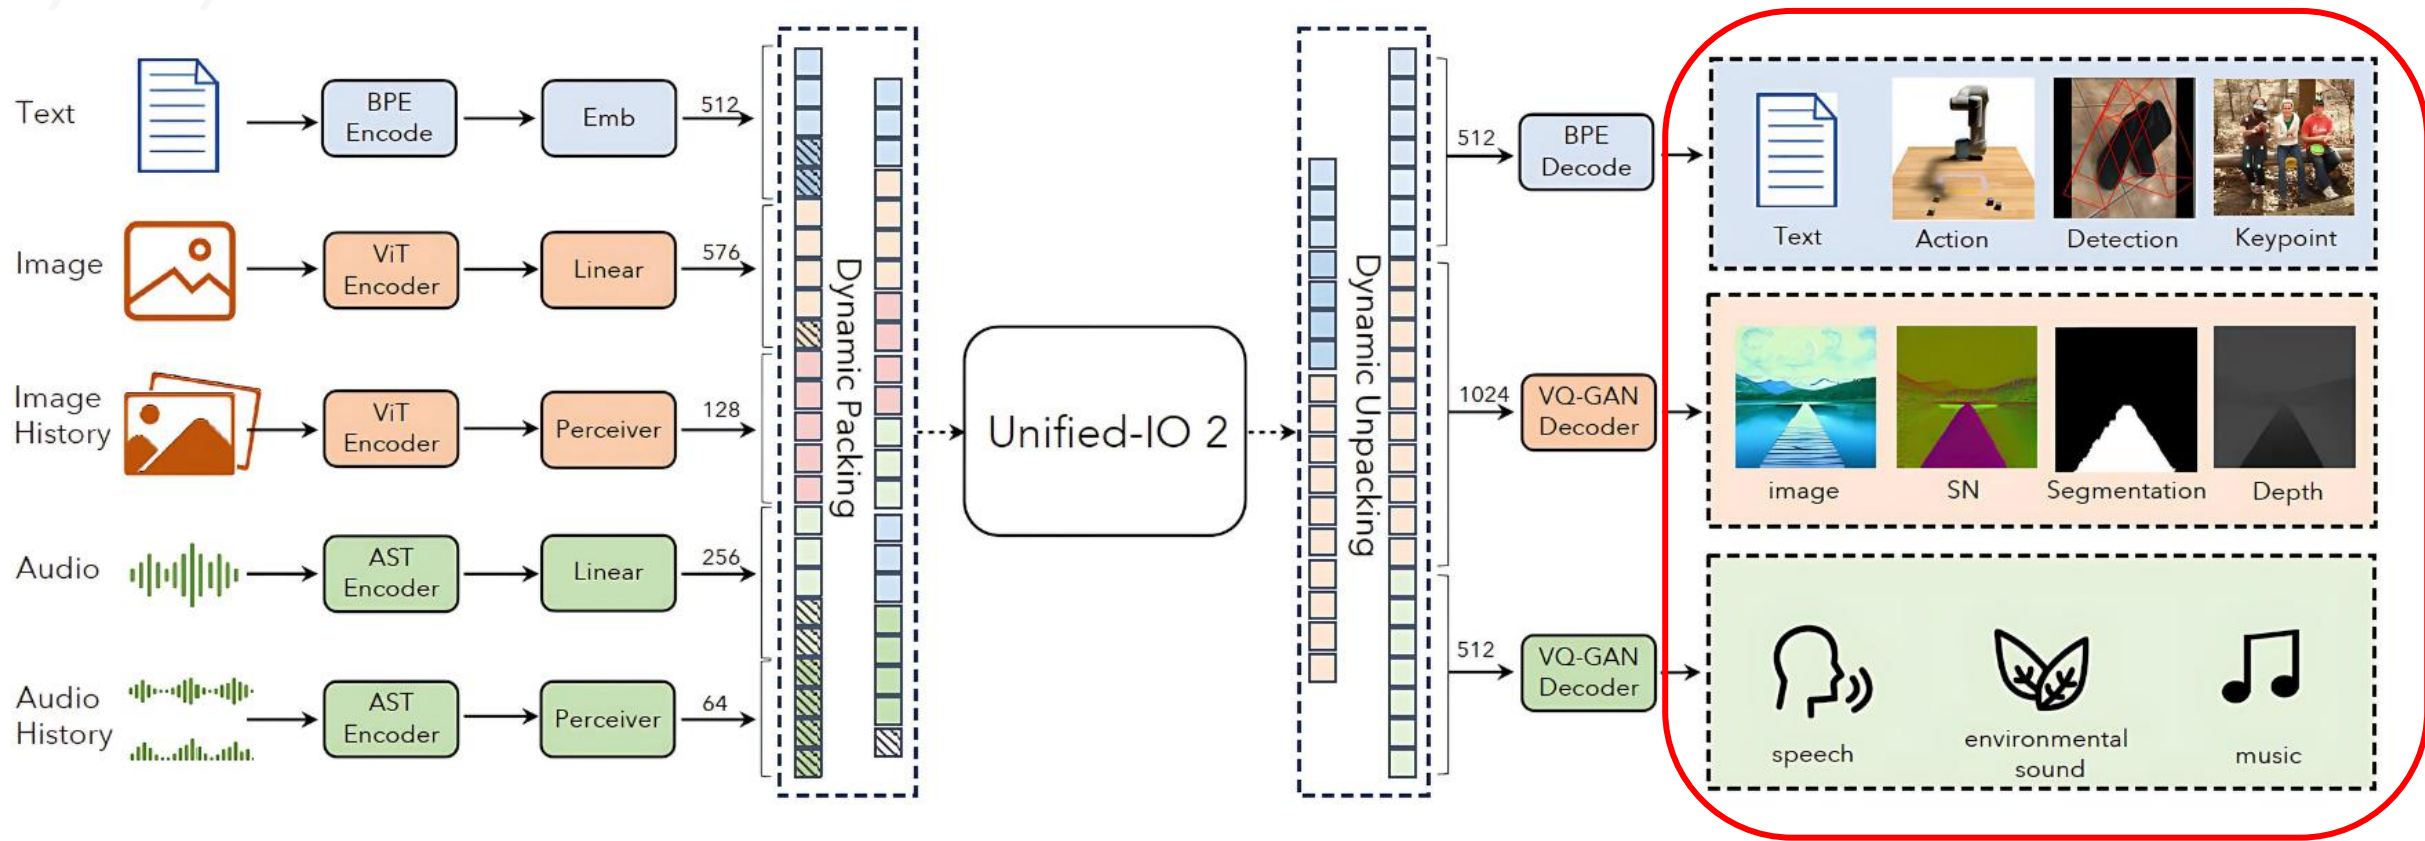 Text
BPE
Encode
Emb
512
Image
ViT
Encoder
Linear
576
Image
History
ViT
Encoder
Perceiver
128
Audio
AST
Encoder
Linear
256
Audio
History
AST
Encoder
Perceiver
64
Dynamic Packing
Unified-IO 2
Dynamic Unpacking
512
BPE
Decode
Text
Action
Detection
Keypoint
1024
VQ-GAN
Decoder
image
SN
Segmentation
Depth
512
VQ-GAN
Decoder
speech
environmental
sound
music